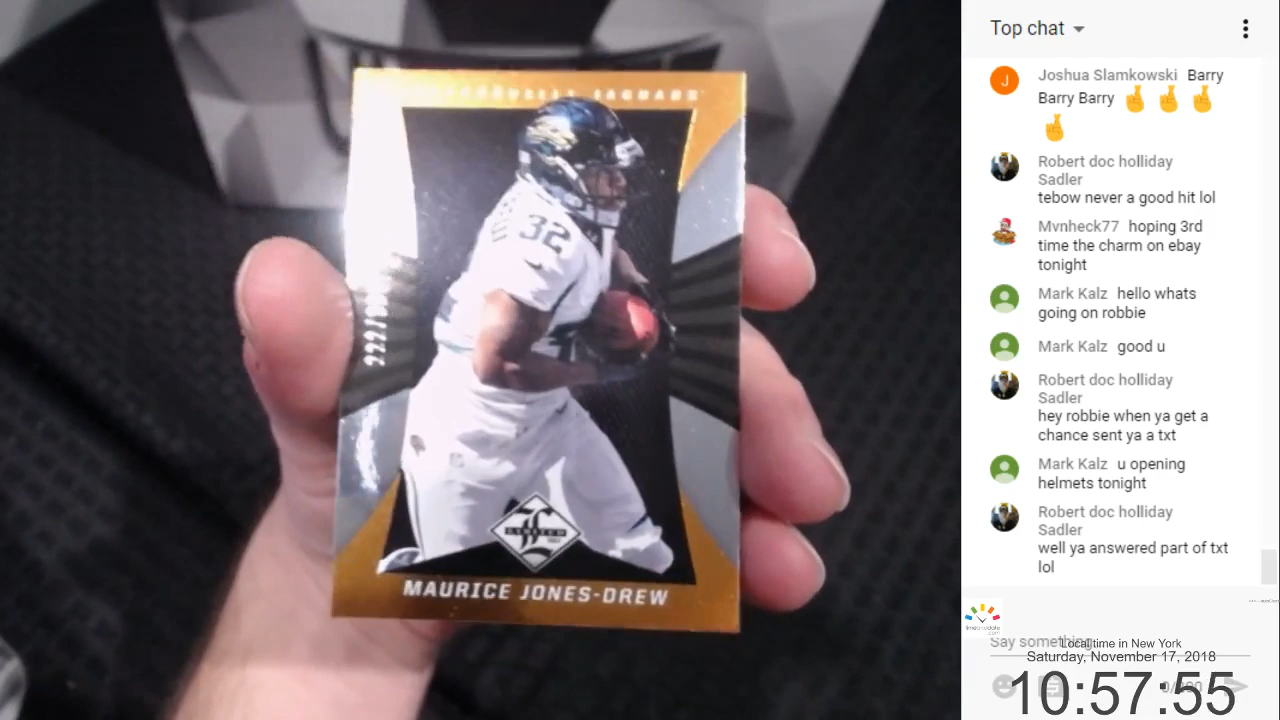 JAGUARS
32
222/
LIMITED
MAURICE JONES-DREW
Top chat
J
Joshua Slamkowski Barry
Barry Barry
Robert doc holliday
Sadler
tebow never a good hit lol
Mvnheck77 hoping 3rd
time the charm on ebay
tonight
Mark Kalz hello whats
going on robbie
Mark Kalz good u
Robert doc holliday
Sadler
hey robbie when ya get a
chance sent ya a txt
Mark Kalz u opening
helmets tonight
Robert doc holliday
Sadler
well ya answered part of txt
lol
Say something
Local time in New York
Saturday, November 17, 2018
10:57:55